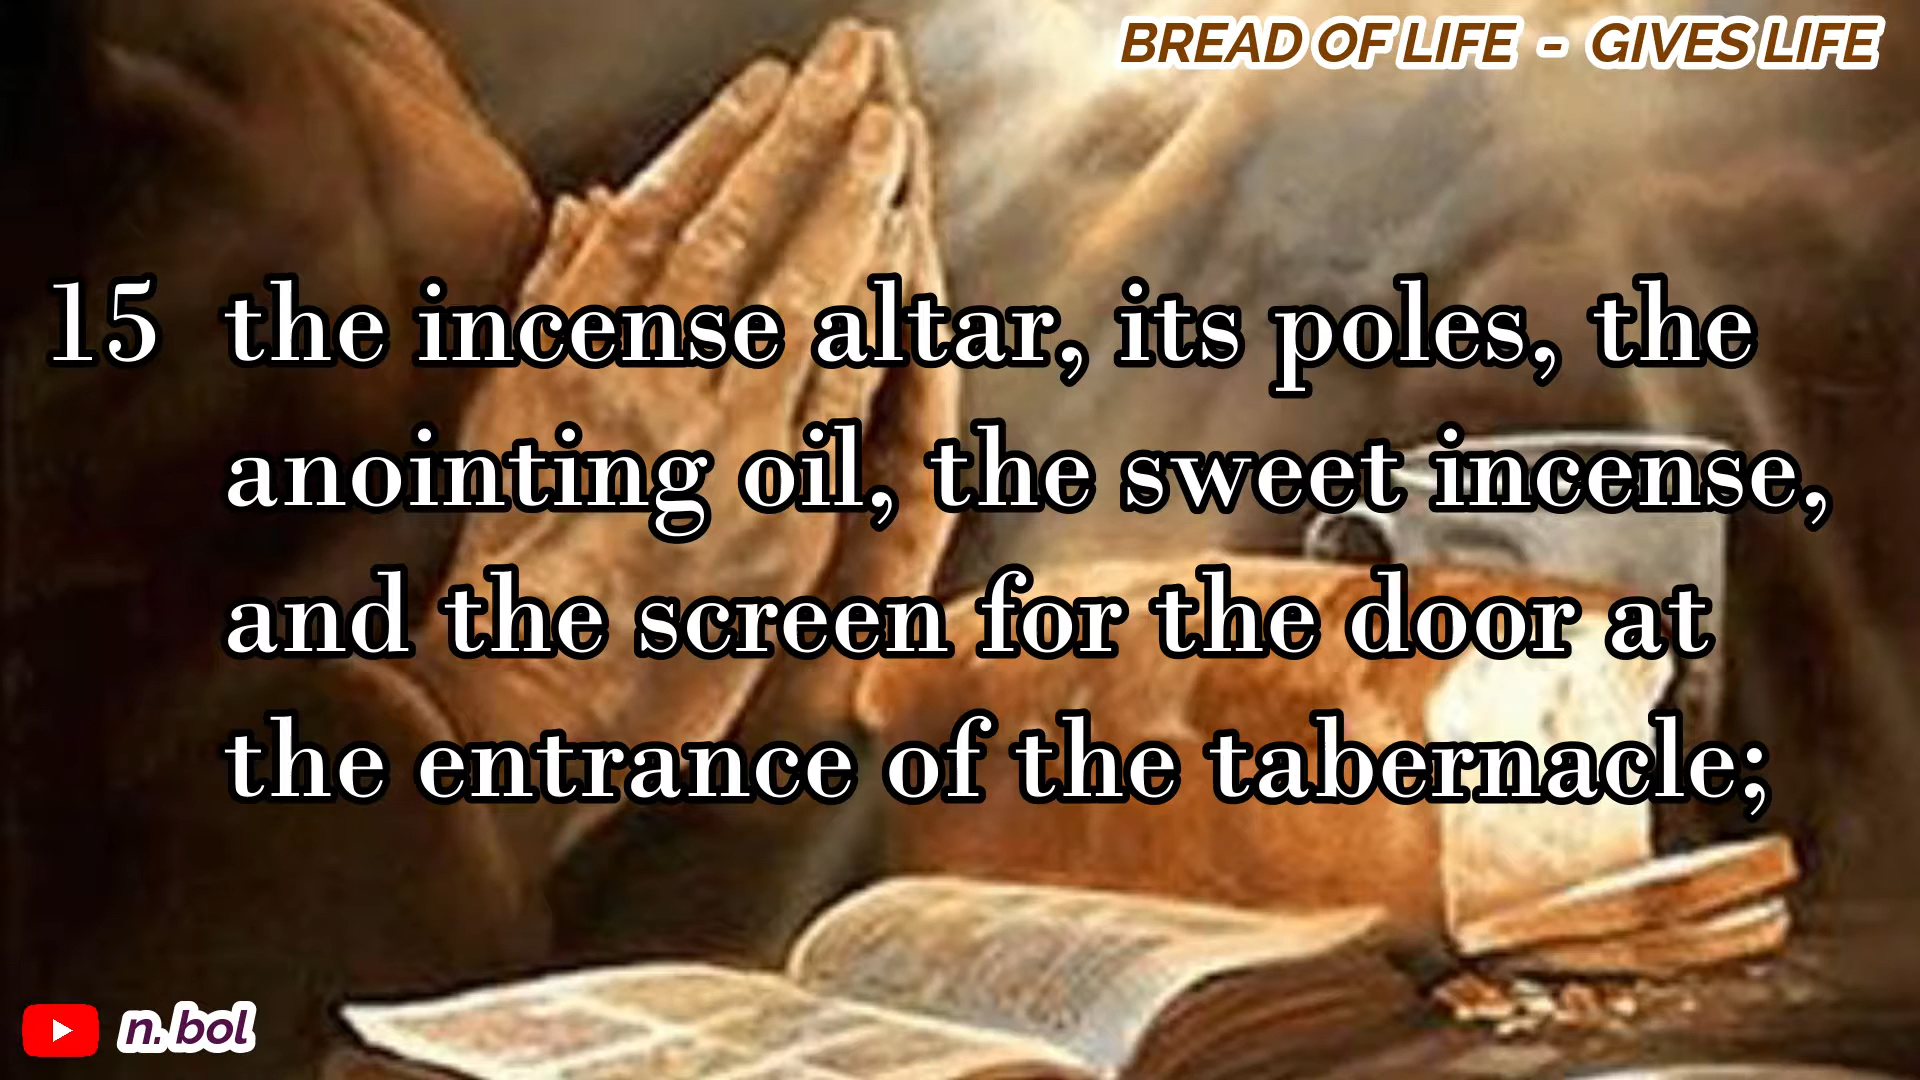 BREAD OF LIFE - GIVES LIFE
15 the incense altar, its poles, the
anointing oil, the sweet incense,
and the screen for the door at
the entrance of the tabernacle;
n. bol